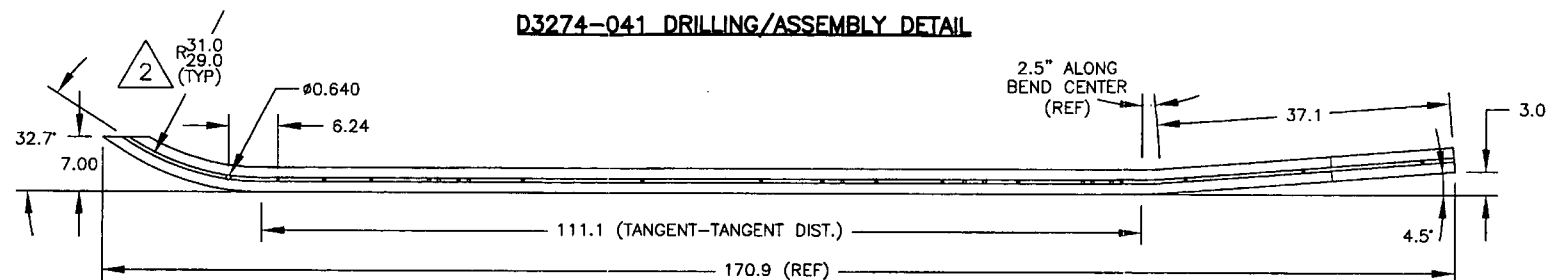 D3274-041 DRILLING/ASSEMBLY DETAIL
2
R31.0
29.0
(TYP)
Ø0.640
6.24
32.7°
7.00
2.5" ALONG
BEND CENTER
(REF)
37.1
3.0
4.5°
111.1 (TANGENT-TANGENT DIST.)
170.9 (REF)